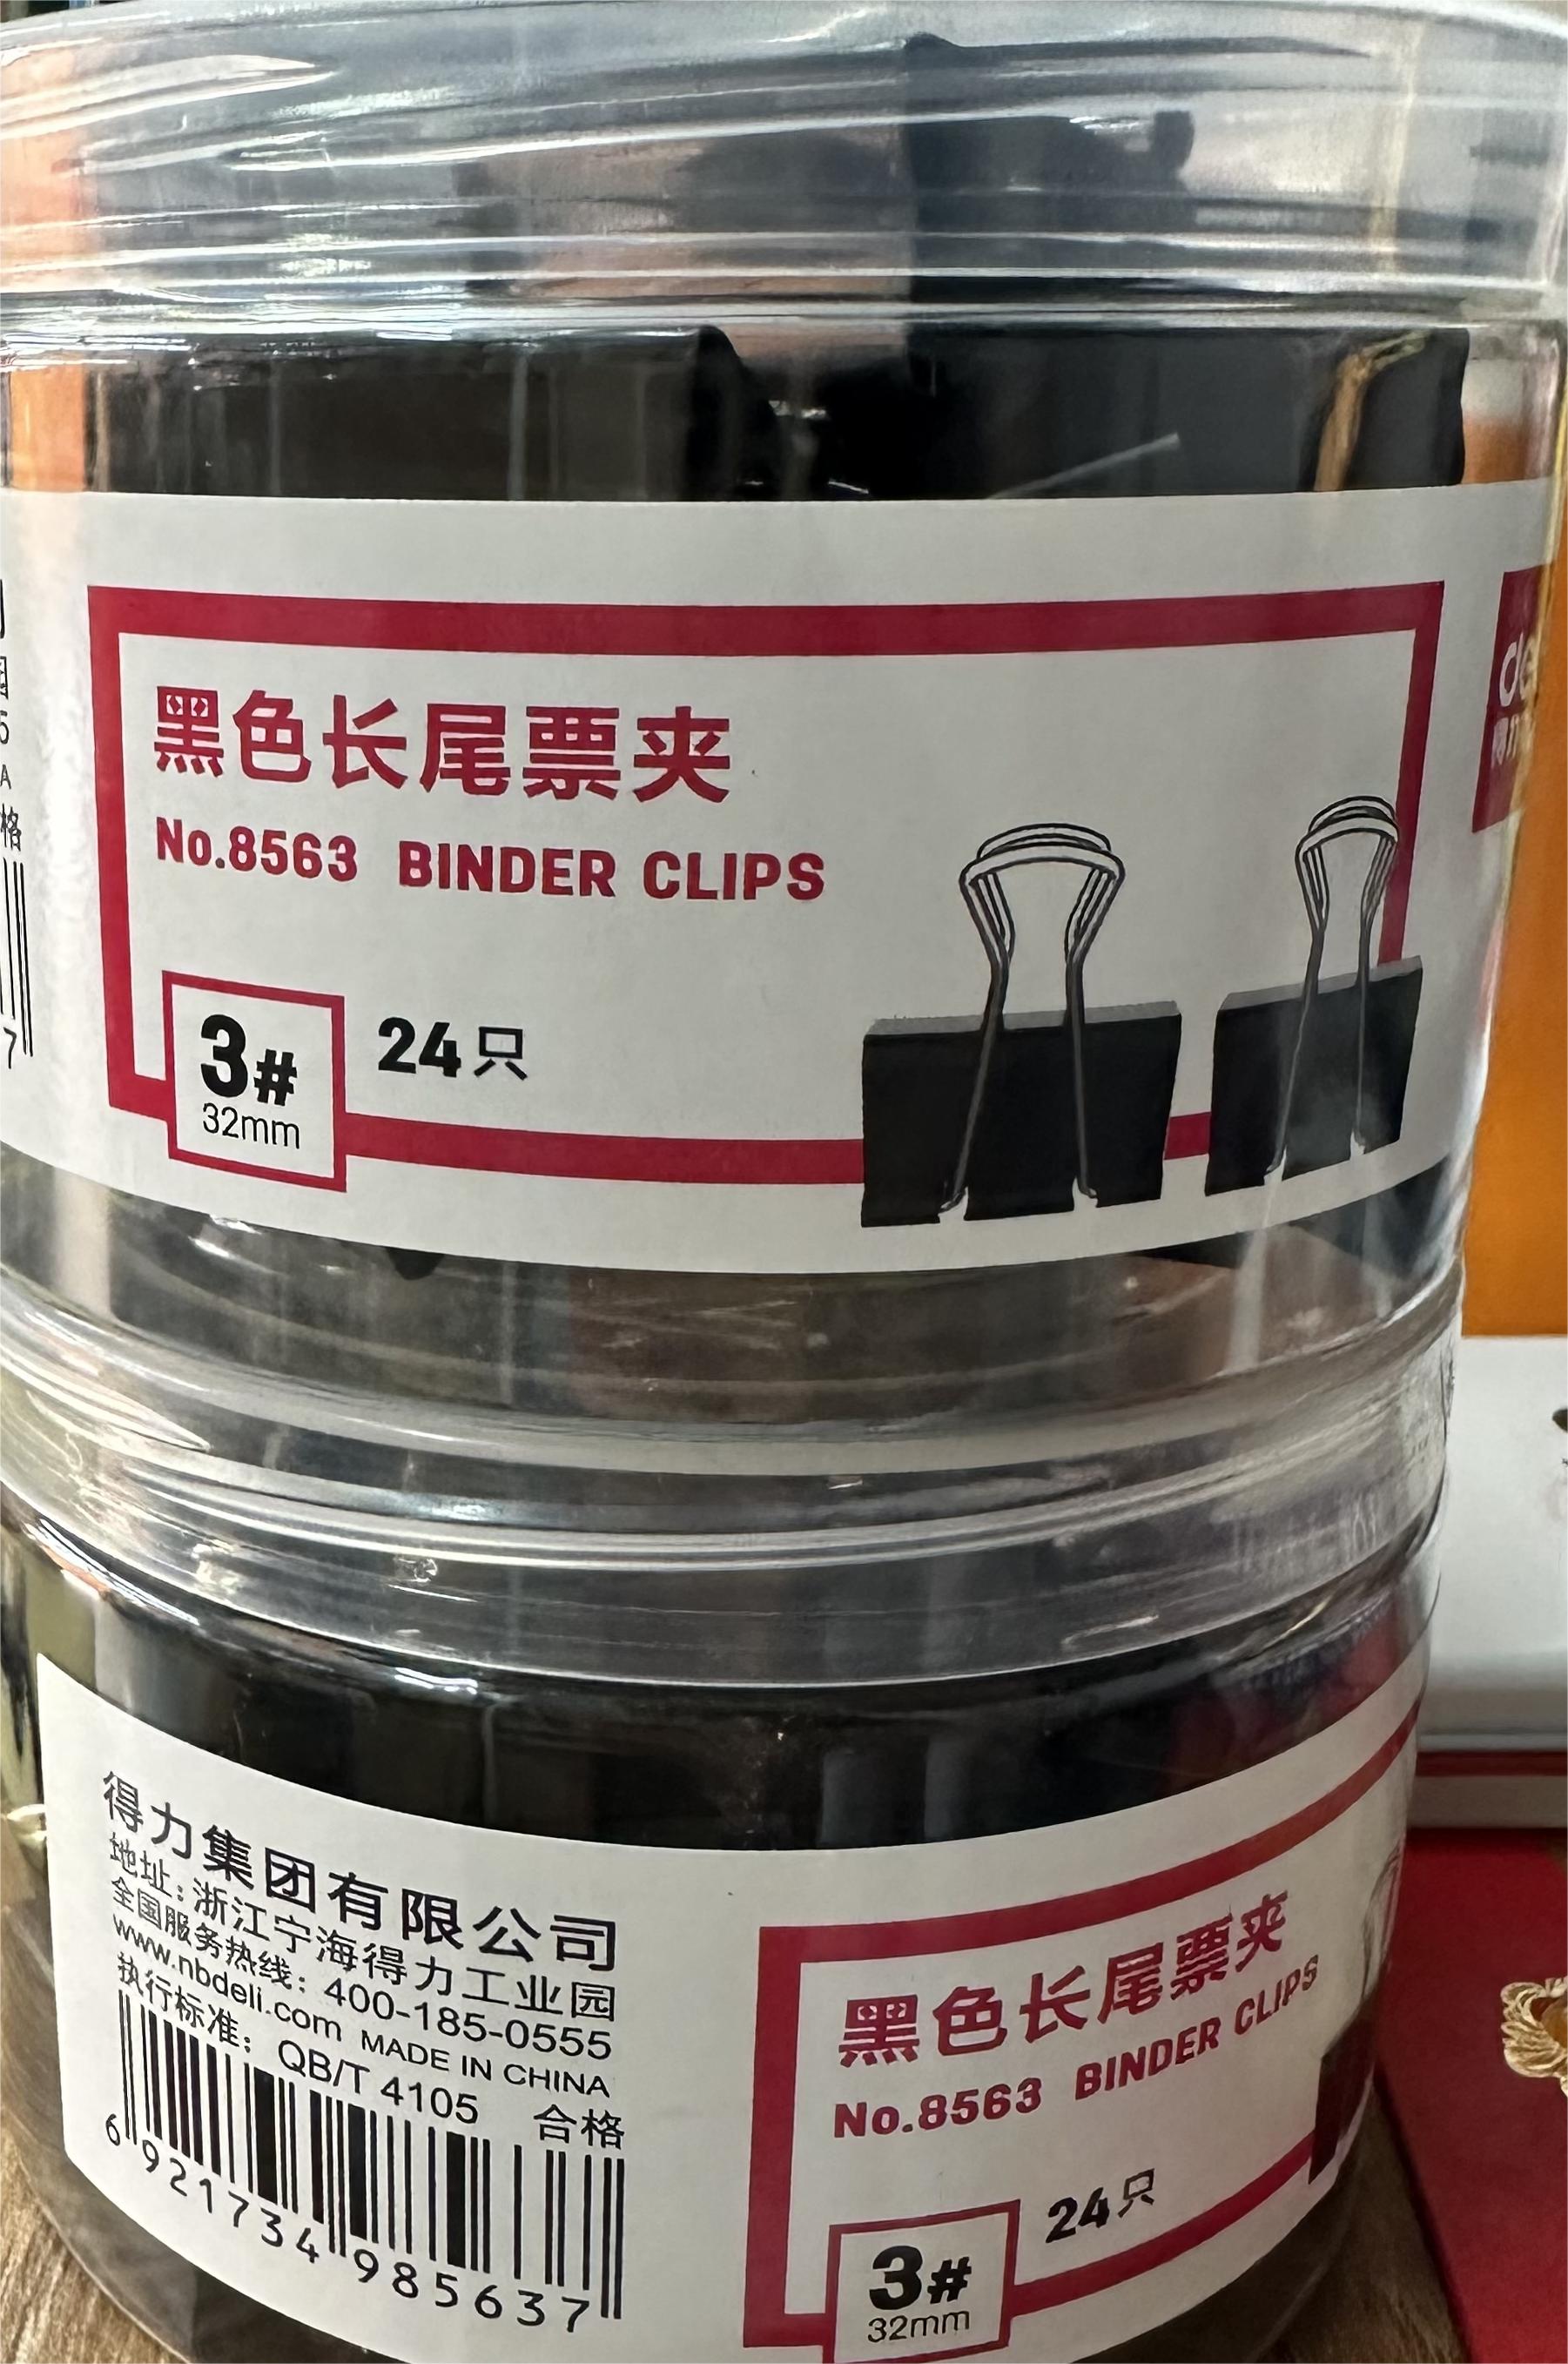 黑色长尾票夹
No.8563 BINDER CLIPS
3#
32mm
24只
得力集团有限公司
地址：浙江宁海得力工业园
全国服务热线：400-185-0555
www.nbdeli.com MADE IN CHINA
执行标准：QB/T 4105 合格
6 921734 985637
黑色长尾票夹
No.8563 BINDER CLIPS
24只
3#
32mm